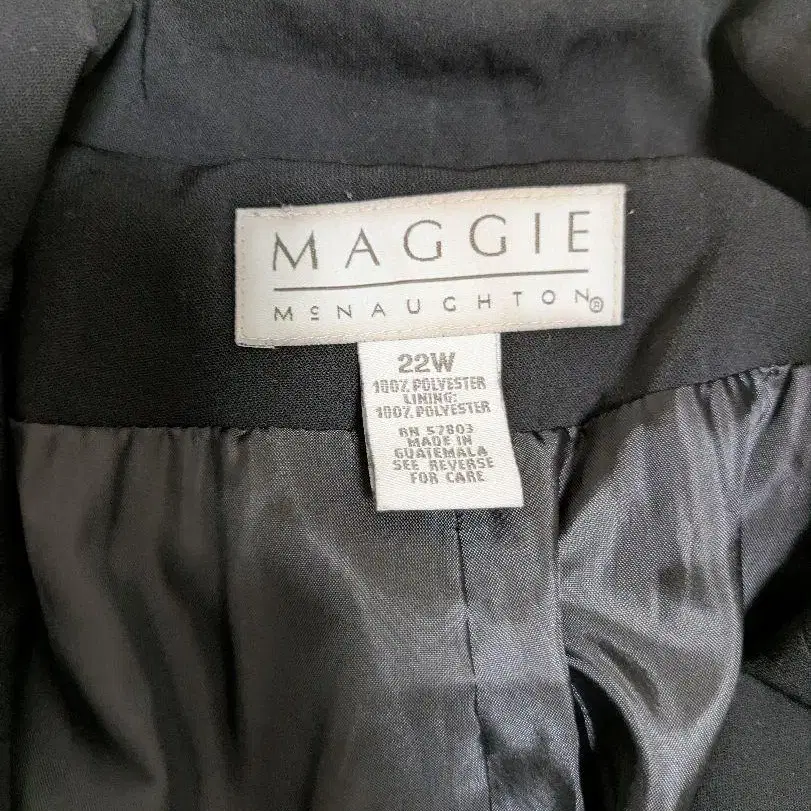 MAGGIE
McNAUGHTON®
22W
100% POLYESTER
LINING:
100% POLYESTER
RN 57803
MADE IN
GUATEMALA
SEE REVERSE
FOR CARE